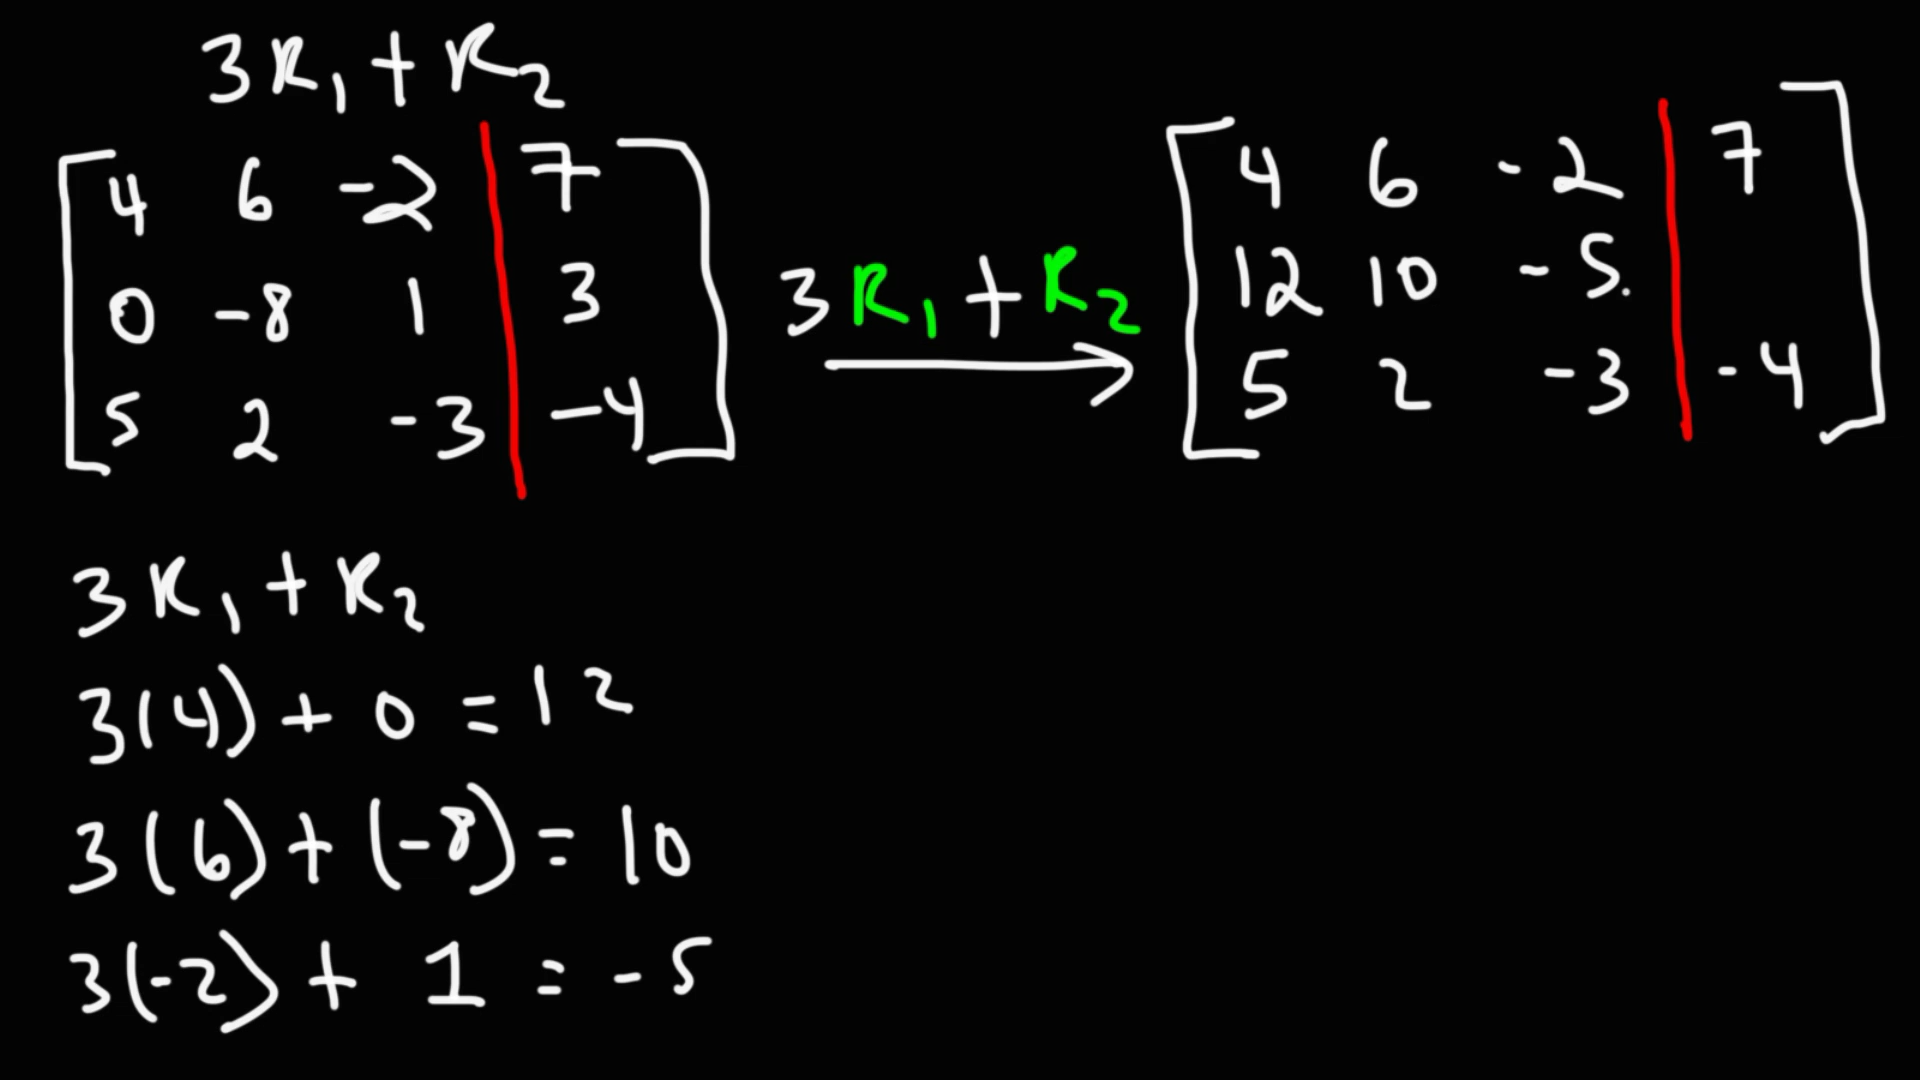 3R₁ + R₂
4 6 -2 | 7
0 -8 1 | 3
5 2 -3 | -4
3R₁ + R₂
4 6 -2 | 7
12 10 -5. |
5 2 -3 | -4
3R₁ + R₂
3(4) + 0 = 12
3(6) + (-8) = 10
3(-2) + 1 = -5